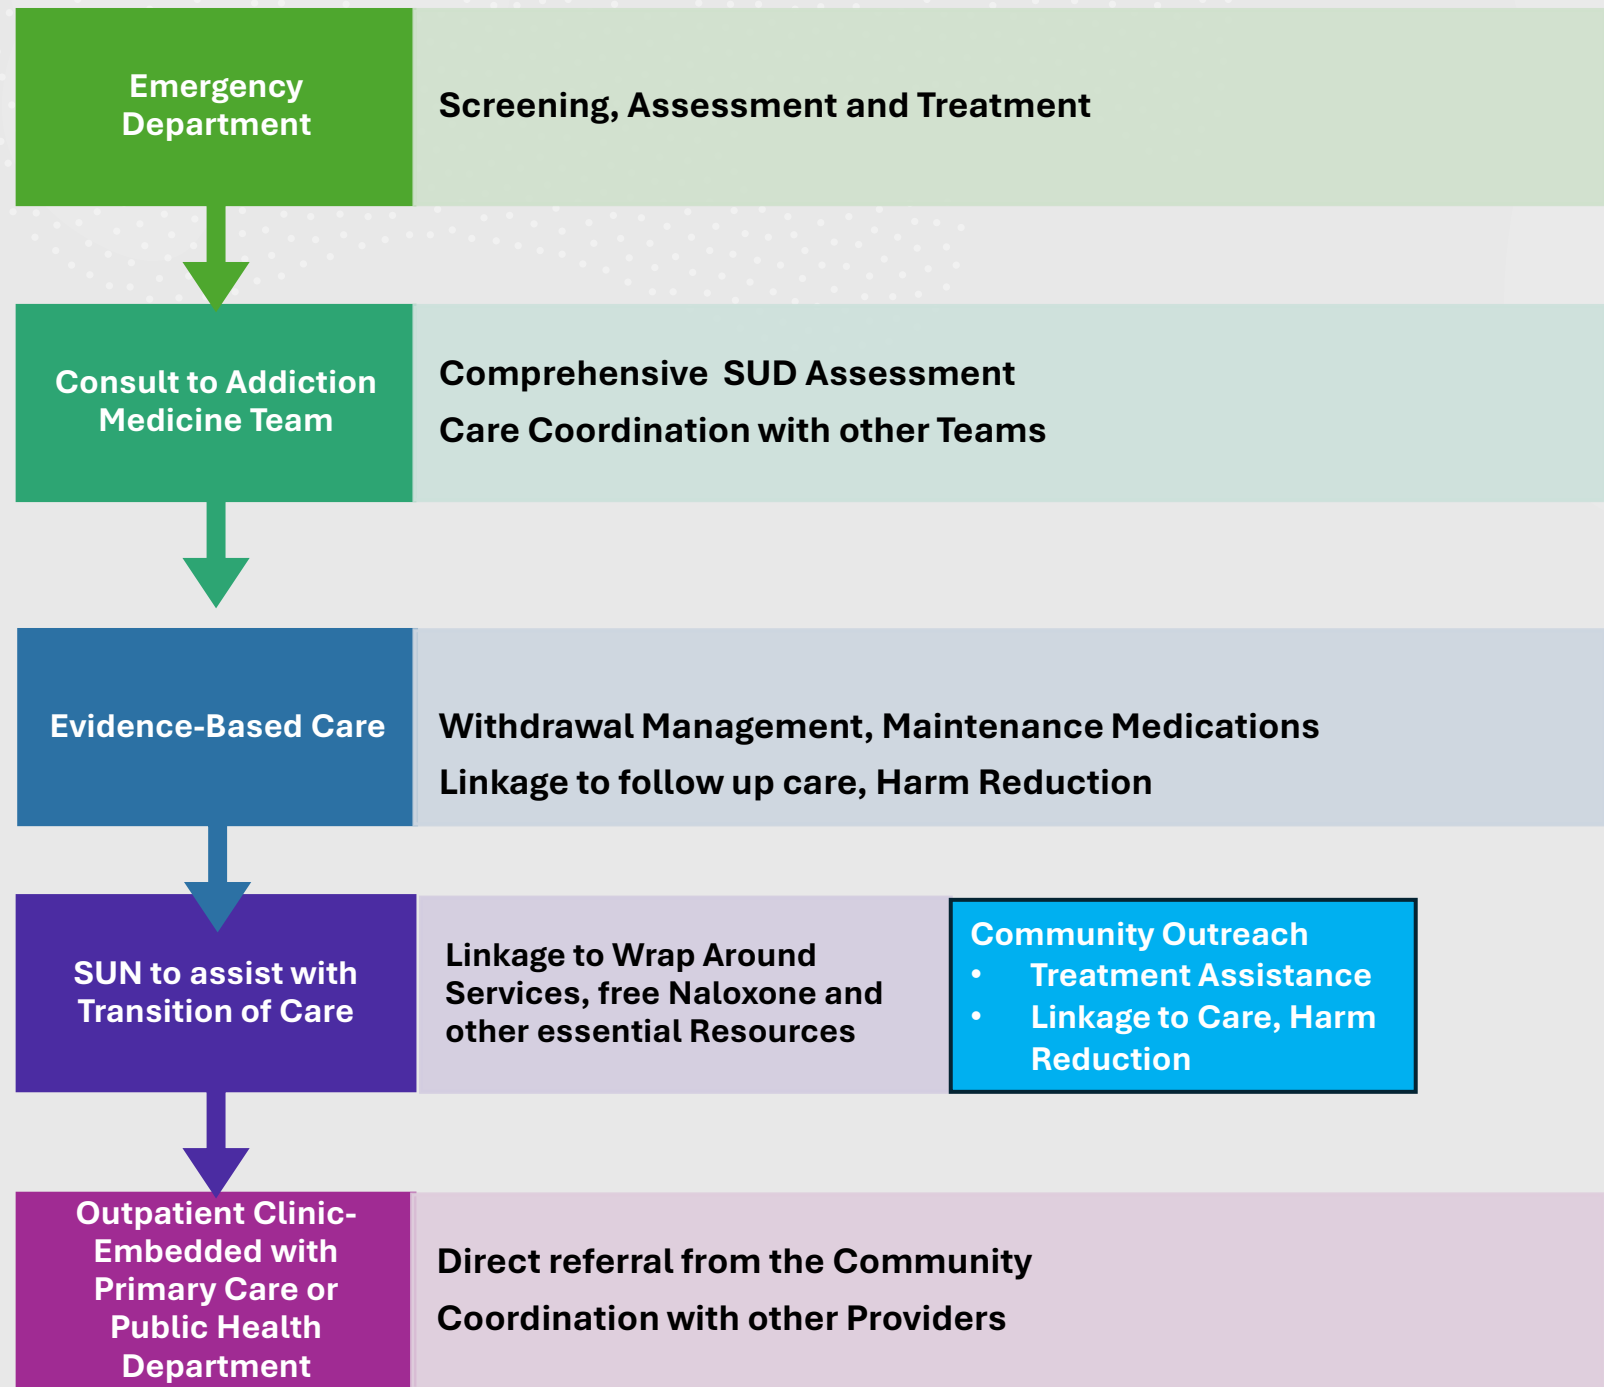 Emergency
Department
Screening, Assessment and Treatment
Consult to Addiction
Medicine Team
Comprehensive SUD Assessment
Care Coordination with other Teams
Evidence-Based Care
Withdrawal Management, Maintenance Medications
Linkage to follow up care, Harm Reduction
SUN to assist with
Transition of Care
Linkage to Wrap Around
Services, free Naloxone and
other essential Resources
Community Outreach
• Treatment Assistance
• Linkage to Care, Harm
Reduction
Outpatient Clinic-
Embedded with
Primary Care or
Public Health
Department
Direct referral from the Community
Coordination with other Providers